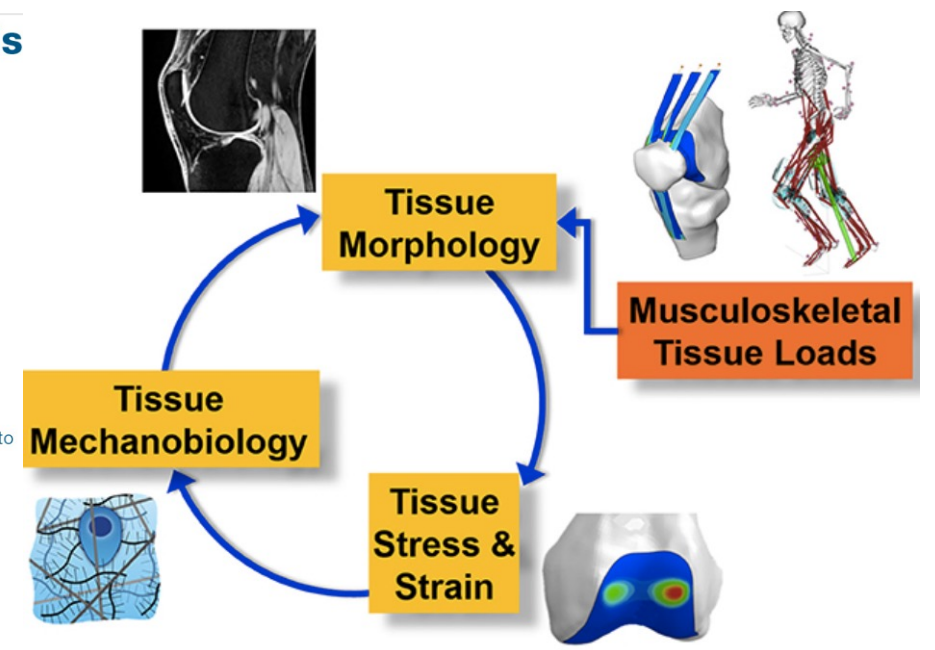 s
Tissue
Morphology
Musculoskeletal
Tissue Loads
Tissue
Mechanobiology
to
Tissue
Stress &
Strain